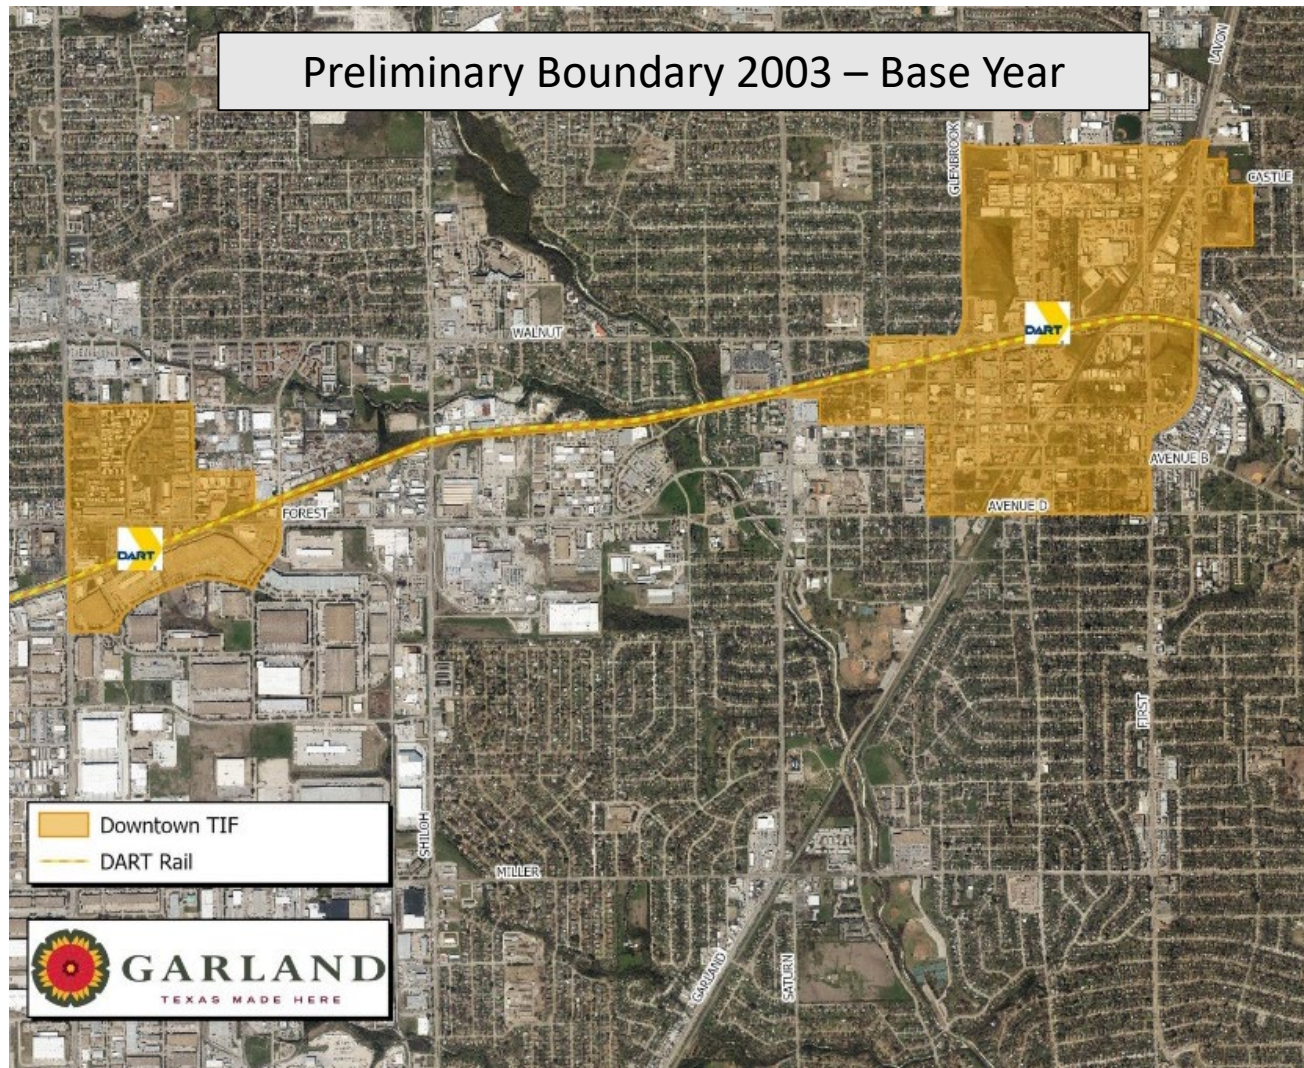 Preliminary Boundary 2003 – Base Year
LAVON
GLENBROOK
CASTLE
WALNUT
DART
AVENUE B
FOREST
AVENUE D
DART
FIRST
SHILOH
MILLER
GARLAND
SATURN
Downtown TIF
DART Rail
GARLAND
TEXAS MADE HERE